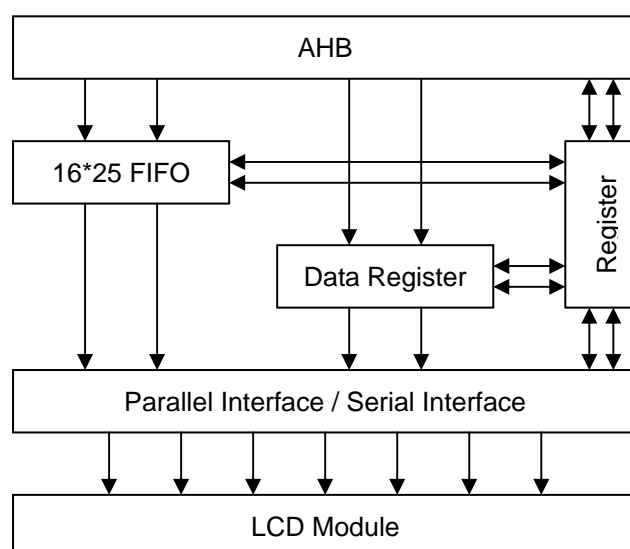 AHB
16*25 FIFO
Register
Data Register
Parallel Interface / Serial Interface
LCD Module